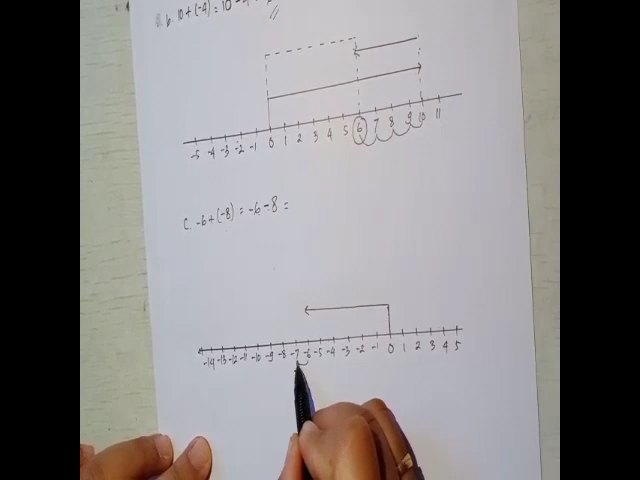 b. 10 + (-4) = 10 -
-5 -4 -3 -2 -1 0 1 2 3 4 5 6 7 8 9 10 11
c. -6 + (-8) = -6 - 8 =
-14 -13 -12 -11 -10 -9 -8 -7 -6 -5 -4 -3 -2 -1 0 1 2 3 4 5